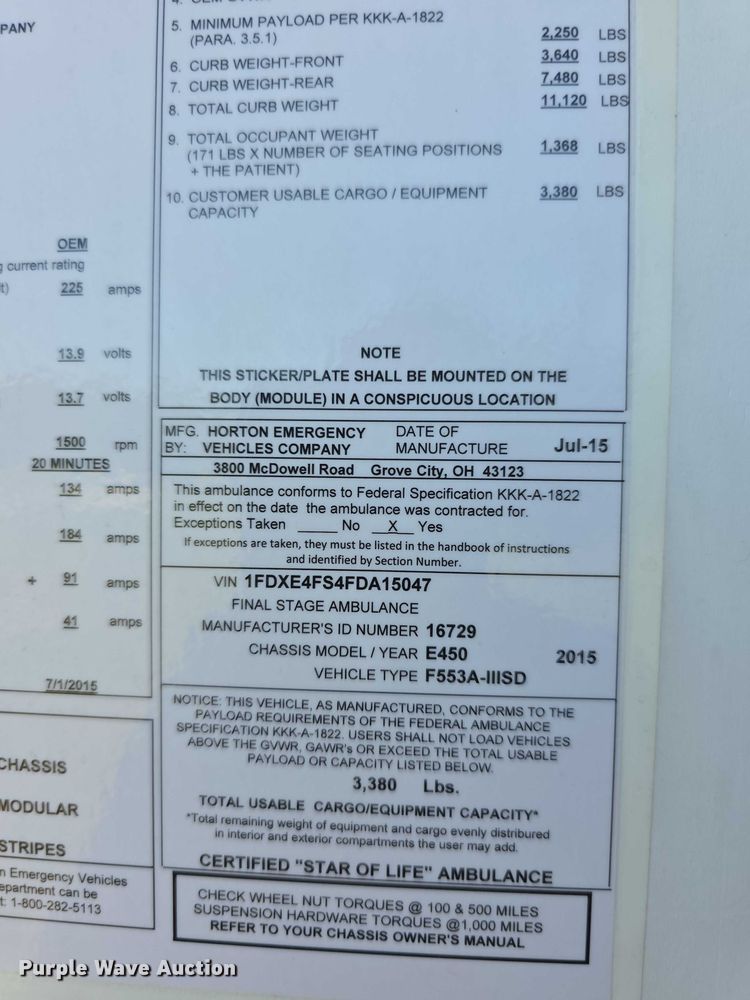 PANY
4.
5. MINIMUM PAYLOAD PER KKK-A-1822
(PARA. 3.5.1) 2,250 LBS
6. CURB WEIGHT-FRONT 3,640 LBS
7. CURB WEIGHT-REAR 7,480 LBS
8. TOTAL CURB WEIGHT 11,120 LBS
9. TOTAL OCCUPANT WEIGHT 1,368 LBS
(171 LBS X NUMBER OF SEATING POSITIONS
+ THE PATIENT)
10. CUSTOMER USABLE CARGO / EQUIPMENT 3,380 LBS
CAPACITY
OEM
g current rating
t) 225 amps
13.9 volts
13.7 volts
1500 rpm
20 MINUTES
134 amps
184 amps
+ 91 amps
41 amps
7/1/2015
NOTE
THIS STICKER/PLATE SHALL BE MOUNTED ON THE
BODY (MODULE) IN A CONSPICUOUS LOCATION
MFG. HORTON EMERGENCY DATE OF
BY: VEHICLES COMPANY MANUFACTURE Jul-15
3800 McDowell Road Grove City, OH 43123
This ambulance conforms to Federal Specification KKK-A-1822
in effect on the date the ambulance was contracted for.
Exceptions Taken _____ No __X__ Yes
If exceptions are taken, they must be listed in the handbook of instructions
and identified by Section Number.
VIN 1FDXE4FS4FDA15047
FINAL STAGE AMBULANCE
MANUFACTURER'S ID NUMBER 16729
CHASSIS MODEL / YEAR E450 2015
VEHICLE TYPE F553A-IIISD
NOTICE: THIS VEHICLE, AS MANUFACTURED, CONFORMS TO THE
PAYLOAD REQUIREMENTS OF THE FEDERAL AMBULANCE
SPECIFICATION KKK-A-1822. USERS SHALL NOT LOAD VEHICLES
ABOVE THE GVWR, GAWR's OR EXCEED THE TOTAL USABLE
PAYLOAD OR CAPACITY LISTED BELOW.
3,380 Lbs.
TOTAL USABLE CARGO/EQUIPMENT CAPACITY*
*Total remaining weight of equipment and cargo evenly distributed
in interior and exterior compartments the user may add.
CERTIFIED "STAR OF LIFE" AMBULANCE
CHASSIS
MODULAR
STRIPES
n Emergency Vehicles
epartment can be
t: 1-800-282-5113
CHECK WHEEL NUT TORQUES @ 100 & 500 MILES
SUSPENSION HARDWARE TORQUES @1,000 MILES
REFER TO YOUR CHASSIS OWNER'S MANUAL
Purple Wave Auction